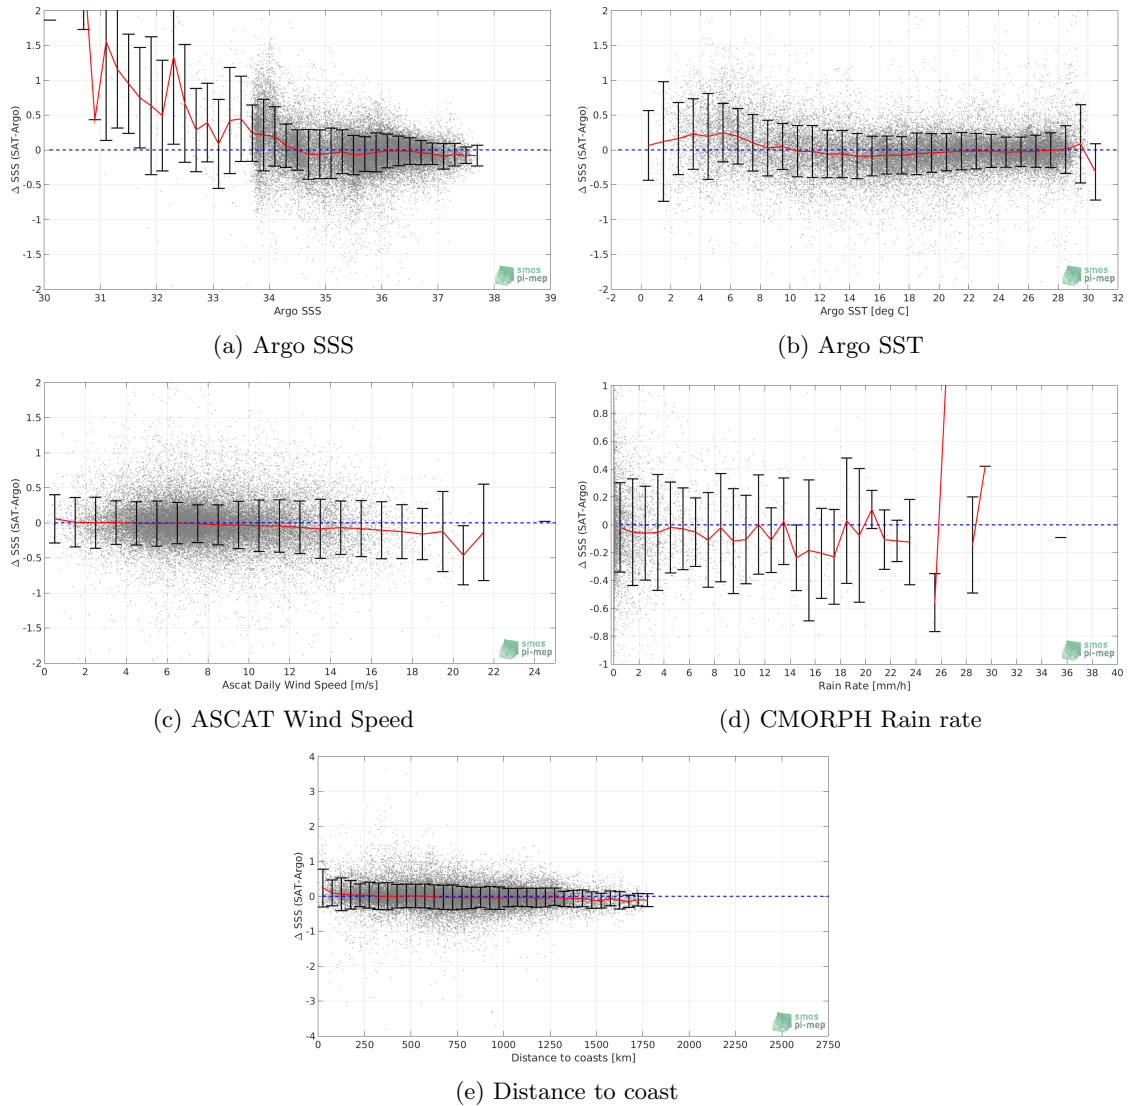 2
1.5
1
0.5
0
-0.5
-1
-1.5
-2
Δ SSS (SAT-Argo)
30 31 32 33 34 35 36 37 38 39
Argo SSS
smos
pi-mep
(a) Argo SSS
2
1.5
1
0.5
0
-0.5
-1
-1.5
-2
Δ SSS (SAT-Argo)
-2 0 2 4 6 8 10 12 14 16 18 20 22 24 26 28 30 32
Argo SST [deg C]
smos
pi-mep
(b) Argo SST
2
1.5
1
0.5
0
-0.5
-1
-1.5
-2
Δ SSS (SAT-Argo)
0 2 4 6 8 10 12 14 16 18 20 22 24
Ascat Daily Wind Speed [m/s]
smos
pi-mep
(c) ASCAT Wind Speed
1
0.8
0.6
0.4
0.2
0
-0.2
-0.4
-0.6
-0.8
-1
Δ SSS (SAT-Argo)
0 2 4 6 8 10 12 14 16 18 20 22 24 26 28 30 32 34 36 38 40
Rain Rate [mm/h]
smos
pi-mep
(d) CMORPH Rain rate
4
3
2
1
0
-1
-2
-3
-4
Δ SSS (SAT-Argo)
0 250 500 750 1000 1250 1500 1750 2000 2250 2500 2750
Distance to coasts [km]
smos
pi-mep
(e) Distance to coast